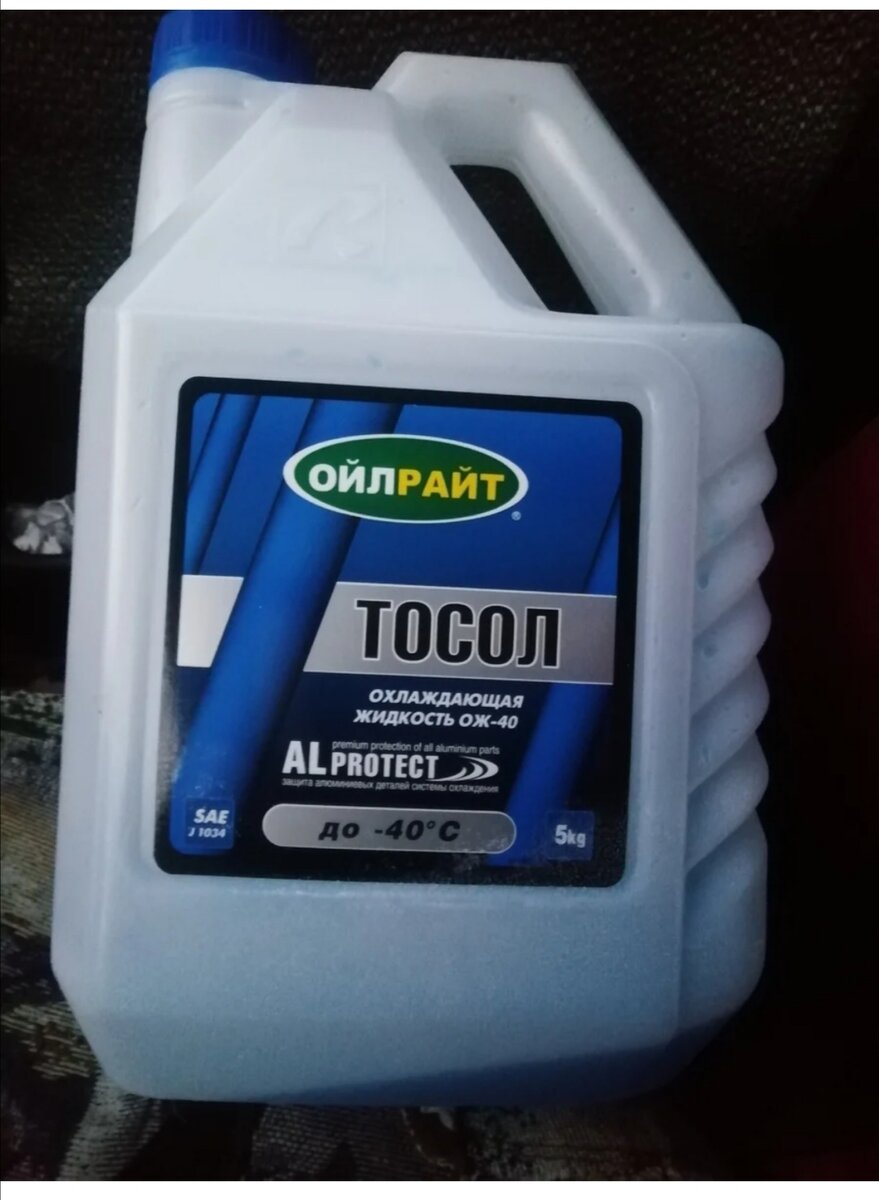 ОЙЛРАЙТ
®
ТОСОЛ
ОХЛАЖДАЮЩАЯ
ЖИДКОСТЬ ОЖ-40
premium protection of all aluminium parts
AL PROTECT
защита алюминиевых деталей системы охлаждения
SAE
J 1034
до -40°C
5kg